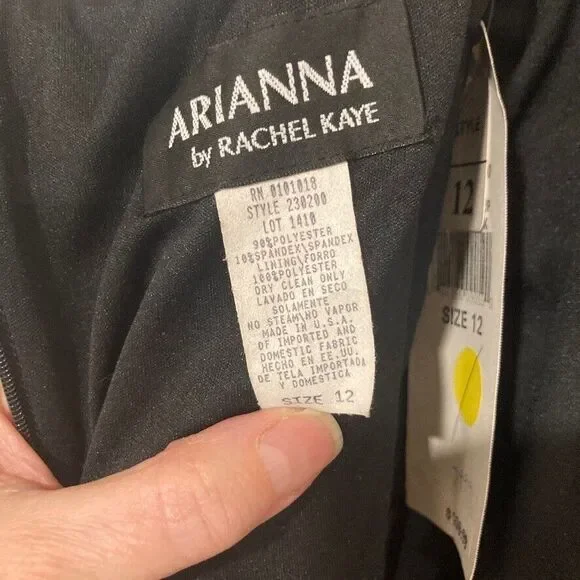 ARIANNA
by RACHEL KAYE
RN 0101018
STYLE 230200
LOT 1418
90%POLYESTER
10%SPANDEX\SPANDEX
LINING\FORRO
100%POLYESTER
DRY CLEAN ONLY
LAVADO EN SECO
SOLAMENTE
NO STEAM\NO VAPOR
MADE IN U.S.A.
OF IMPORTED AND
DOMESTIC FABRIC
HECHO EN EE.UU.
DE TELA IMPORTADA
Y DOMESTICA
SIZE 12
STYLE
12
SIZE 12